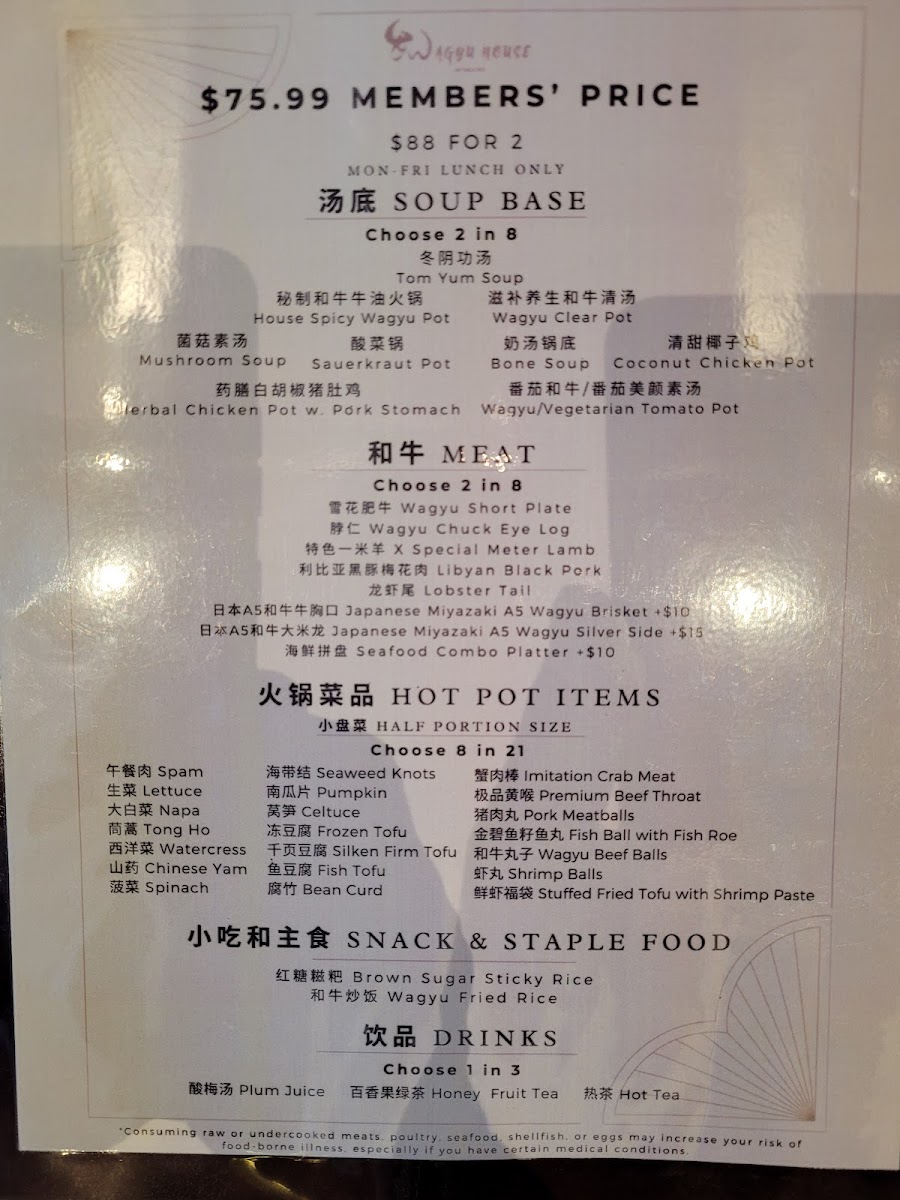 WAGYU HOUSE
$75.99 MEMBERS' PRICE
$88 FOR 2
MON-FRI LUNCH ONLY
汤底 SOUP BASE
Choose 2 in 8
冬阴功汤
Tom Yum Soup
秘制和牛牛油火锅 滋补养生和牛清汤
House Spicy Wagyu Pot Wagyu Clear Pot
菌菇素汤 酸菜锅 奶汤锅底 清甜椰子鸡
Mushroom Soup Sauerkraut Pot Bone Soup Coconut Chicken Pot
药膳白胡椒猪肚鸡 番茄和牛/番茄美颜素汤
Herbal Chicken Pot w. Pork Stomach Wagyu/Vegetarian Tomato Pot
和牛 MEAT
Choose 2 in 8
雪花肥牛 Wagyu Short Plate
脖仁 Wagyu Chuck Eye Log
特色一米羊 X Special Meter Lamb
利比亚黑豚梅花肉 Libyan Black Pork
龙虾尾 Lobster Tail
日本A5和牛牛胸口 Japanese Miyazaki A5 Wagyu Brisket +$10
日本A5和牛大米龙 Japanese Miyazaki A5 Wagyu Silver Side +$15
海鲜拼盘 Seafood Combo Platter +$10
火锅菜品 HOT POT ITEMS
小盘菜 HALF PORTION SIZE
Choose 8 in 21
午餐肉 Spam
生菜 Lettuce
大白菜 Napa
茼蒿 Tong Ho
西洋菜 Watercress
山药 Chinese Yam
菠菜 Spinach
海带结 Seaweed Knots
南瓜片 Pumpkin
莴笋 Celtuce
冻豆腐 Frozen Tofu
千页豆腐 Silken Firm Tofu
鱼豆腐 Fish Tofu
腐竹 Bean Curd
蟹肉棒 Imitation Crab Meat
极品黄喉 Premium Beef Throat
猪肉丸 Pork Meatballs
金碧鱼籽鱼丸 Fish Ball with Fish Roe
和牛丸子 Wagyu Beef Balls
虾丸 Shrimp Balls
鲜虾福袋 Stuffed Fried Tofu with Shrimp Paste
小吃和主食 SNACK & STAPLE FOOD
红糖糍粑 Brown Sugar Sticky Rice
和牛炒饭 Wagyu Fried Rice
饮品 DRINKS
Choose 1 in 3
酸梅汤 Plum Juice 百香果绿茶 Honey Fruit Tea 热茶 Hot Tea
*Consuming raw or undercooked meats, poultry, seafood, shellfish, or eggs may increase your risk of
food-borne illness, especially if you have certain medical conditions.